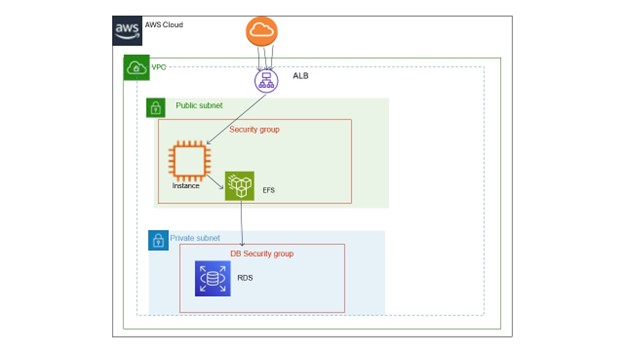 aws
AWS Cloud
VPC
ALB
Public subnet
Security group
Instance
EFS
Private subnet
DB Security group
RDS